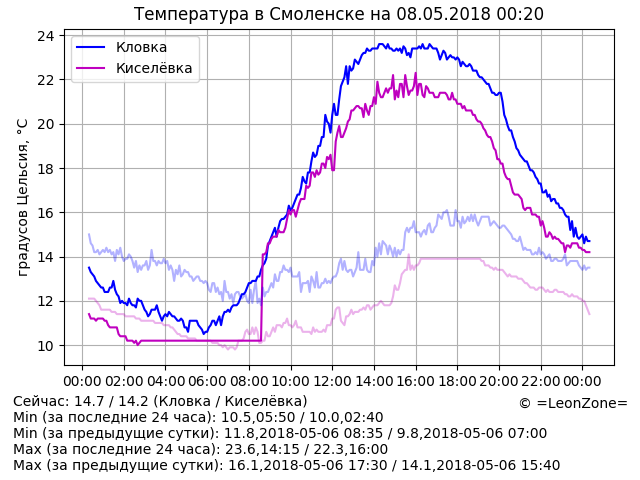 Температура в Смоленске на 08.05.2018 00:20
Кловка
Киселёвка
градусов Цельсия, °C
24
22
20
18
16
14
12
10
00:00 02:00 04:00 06:00 08:00 10:00 12:00 14:00 16:00 18:00 20:00 22:00 00:00
Сейчас: 14.7 / 14.2 (Кловка / Киселёвка)
© =LeonZone=
Min (за последние 24 часа): 10.5,05:50 / 10.0,02:40
Min (за предыдущие сутки): 11.8,2018-05-06 08:35 / 9.8,2018-05-06 07:00
Max (за последние 24 часа): 23.6,14:15 / 22.3,16:00
Max (за предыдущие сутки): 16.1,2018-05-06 17:30 / 14.1,2018-05-06 15:40